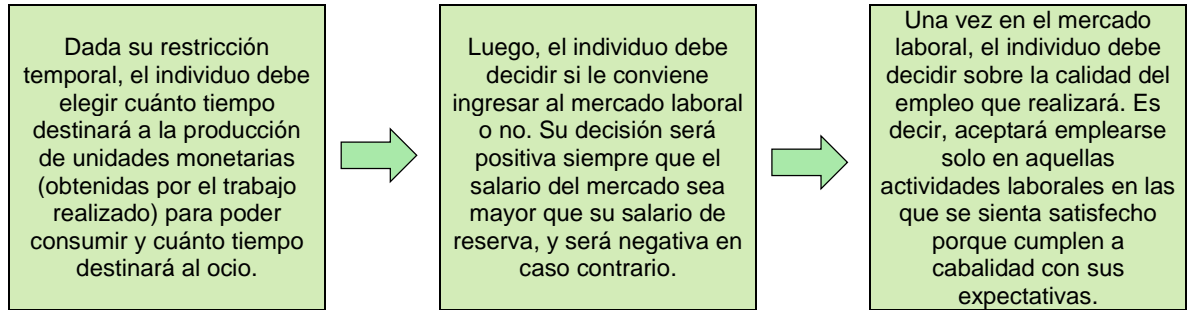 Dada su restricción
temporal, el individuo debe
elegir cuánto tiempo
destinará a la producción
de unidades monetarias
(obtenidas por el trabajo
realizado) para poder
consumir y cuánto tiempo
destinará al ocio.
Luego, el individuo debe
decidir si le conviene
ingresar al mercado laboral
o no. Su decisión será
positiva siempre que el
salario del mercado sea
mayor que su salario de
reserva, y será negativa en
caso contrario.
Una vez en el mercado
laboral, el individuo debe
decidir sobre la calidad del
empleo que realizará. Es
decir, aceptará emplearse
solo en aquellas
actividades laborales en las
que se sienta satisfecho
porque cumplen a
cabalidad con sus
expectativas.